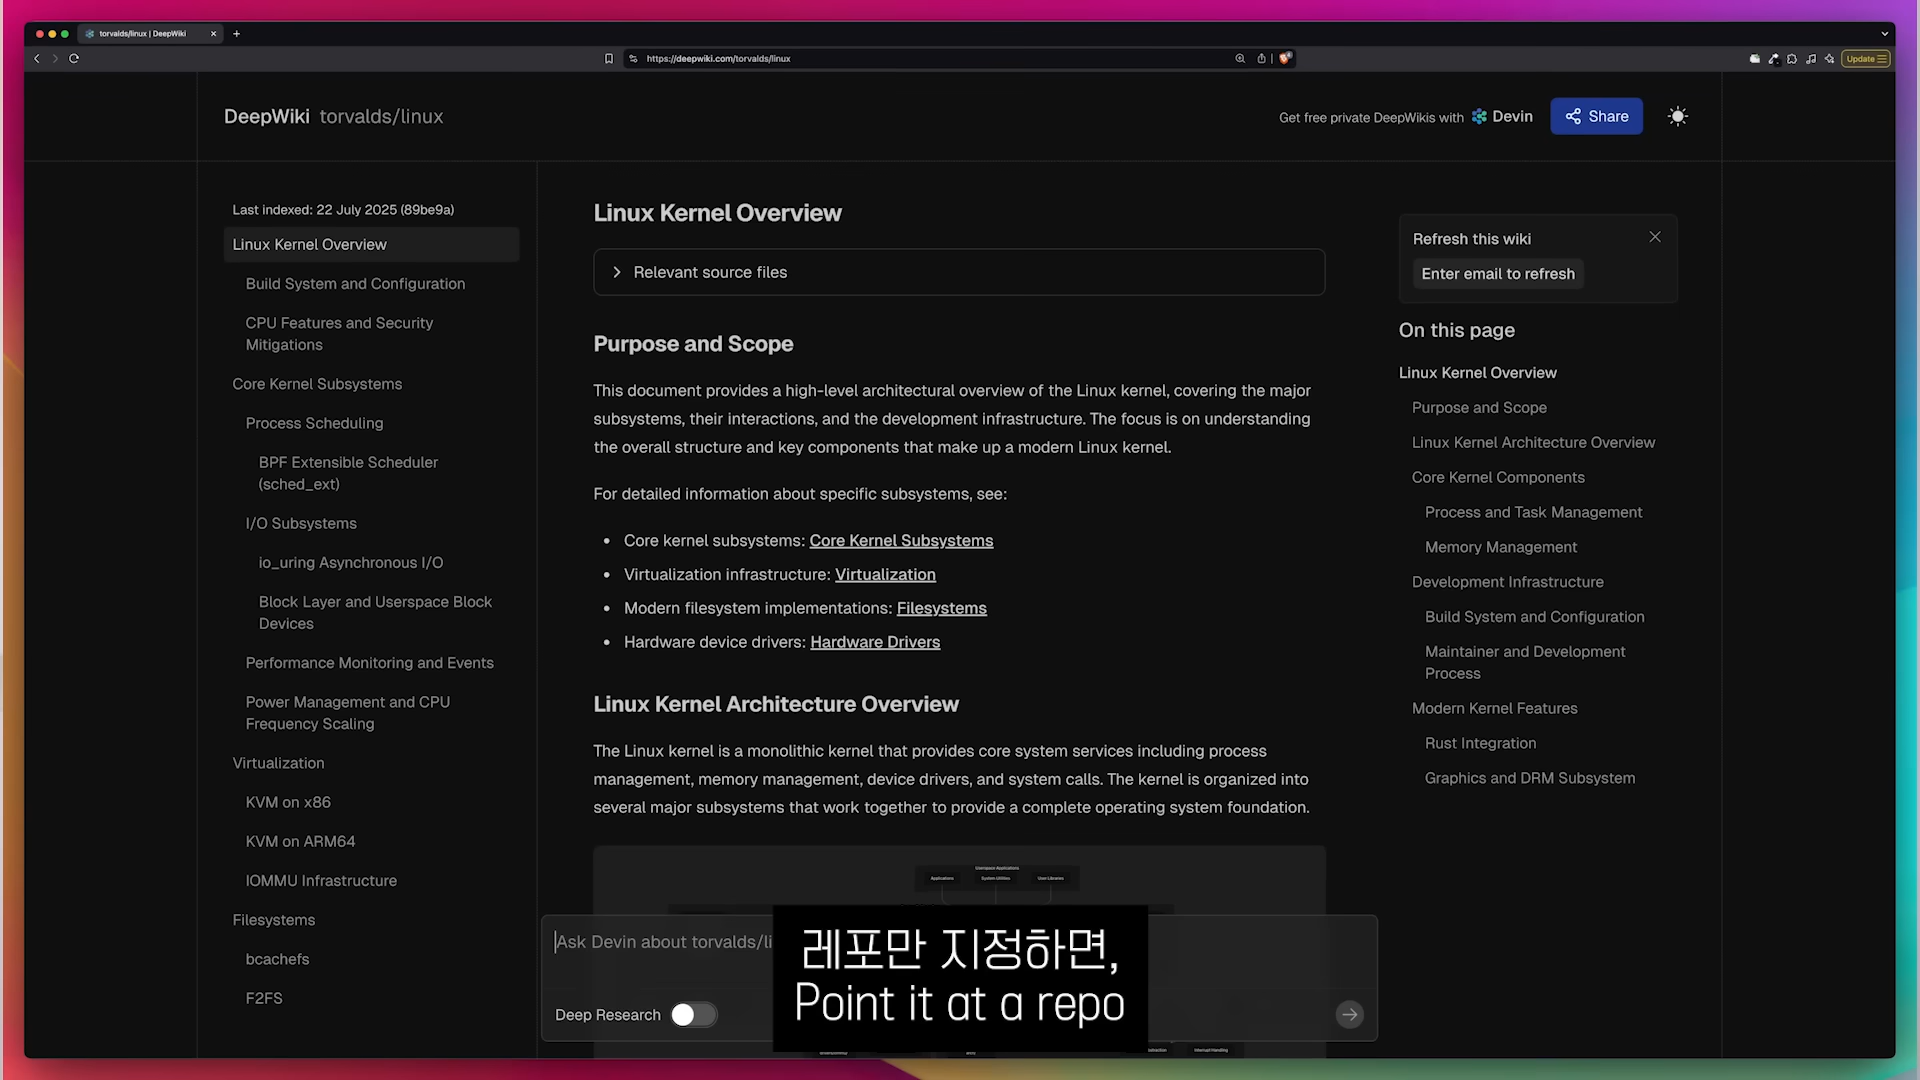 torvalds/linux | DeepWiki
https://deepwiki.com/torvalds/linux
Update
DeepWiki torvalds/linux
Get free private DeepWikis with Devin
Share
Last indexed: 22 July 2025 (89be9a)
Linux Kernel Overview
Build System and Configuration
CPU Features and Security
Mitigations
Core Kernel Subsystems
Process Scheduling
BPF Extensible Scheduler
(sched_ext)
I/O Subsystems
io_uring Asynchronous I/O
Block Layer and Userspace Block
Devices
Performance Monitoring and Events
Power Management and CPU
Frequency Scaling
Virtualization
KVM on x86
KVM on ARM64
IOMMU Infrastructure
Filesystems
bcachefs
F2FS
Linux Kernel Overview
Relevant source files
Purpose and Scope
This document provides a high-level architectural overview of the Linux kernel, covering the major
subsystems, their interactions, and the development infrastructure. The focus is on understanding
the overall structure and key components that make up a modern Linux kernel.
For detailed information about specific subsystems, see:
• Core kernel subsystems: Core Kernel Subsystems
• Virtualization infrastructure: Virtualization
• Modern filesystem implementations: Filesystems
• Hardware device drivers: Hardware Drivers
Linux Kernel Architecture Overview
The Linux kernel is a monolithic kernel that provides core system services including process
management, memory management, device drivers, and system calls. The kernel is organized into
several major subsystems that work together to provide a complete operating system foundation.
Userspace Applications
Applications
System Utilities
User Libraries
Ask Devin about torvalds/li
Deep Research
레포만 지정하면,
Point it at a repo
Interrupt Handling
Refresh this wiki
Enter email to refresh
On this page
Linux Kernel Overview
Purpose and Scope
Linux Kernel Architecture Overview
Core Kernel Components
Process and Task Management
Memory Management
Development Infrastructure
Build System and Configuration
Maintainer and Development
Process
Modern Kernel Features
Rust Integration
Graphics and DRM Subsystem